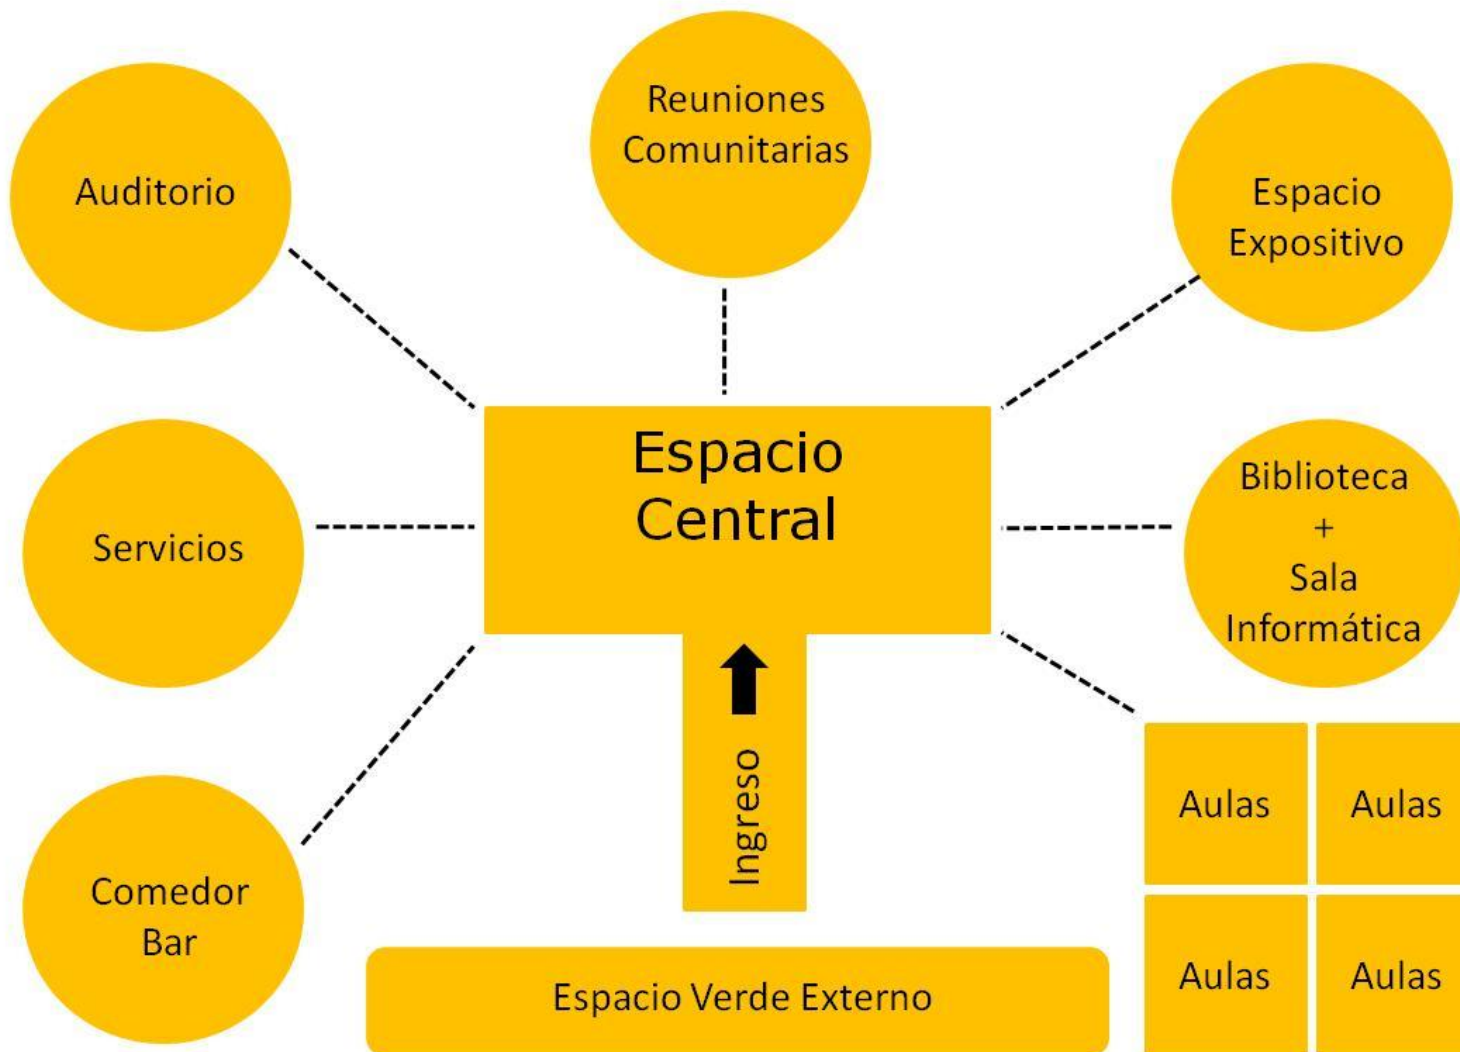 Reuniones
Comunitarias
Auditorio
Espacio
Expositivo
Espacio
Central
Servicios
Biblioteca
+
Sala
Informática
Ingreso
Comedor
Bar
Aulas
Aulas
Aulas
Aulas
Espacio Verde Externo